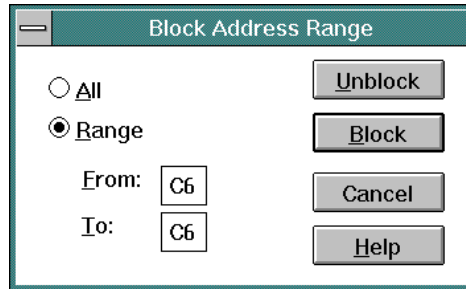 Block Address Range
All
Range
From: C6
To: C6
Unblock
Block
Cancel
Help